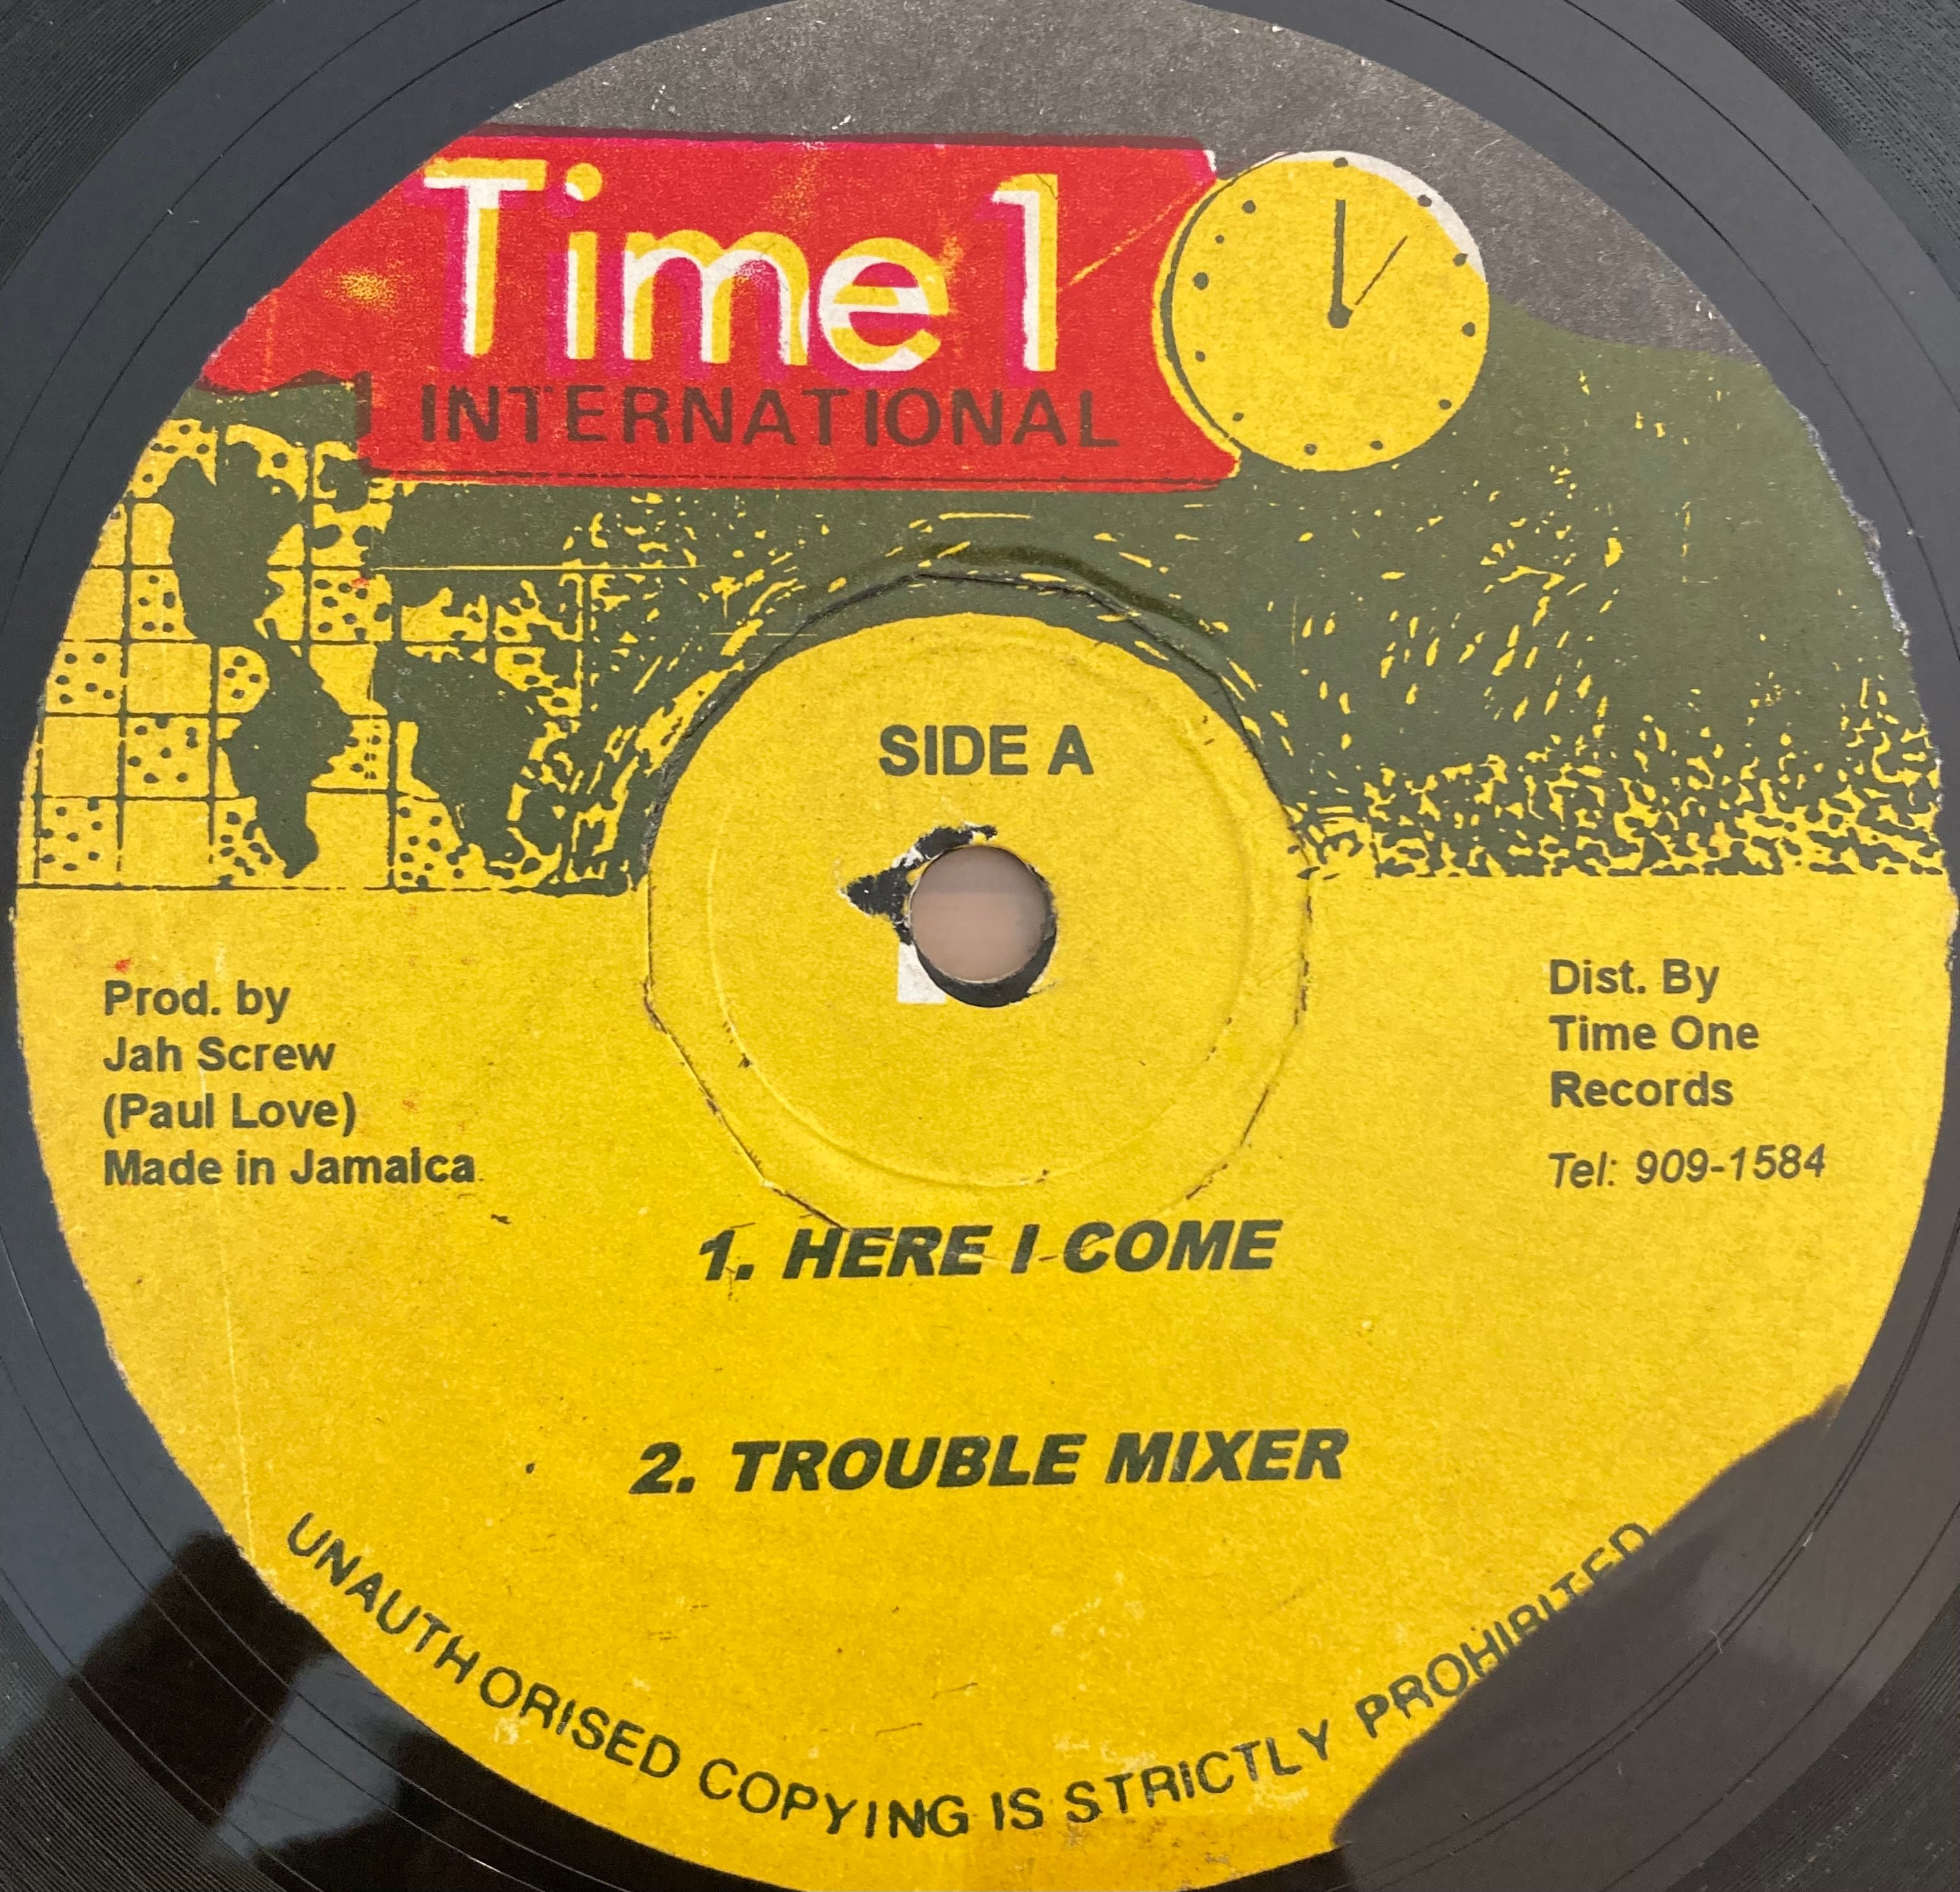 Time 1
INTERNATIONAL
SIDE A
Prod. by
Jah Screw
(Paul Love)
Made in Jamaica
Dist. By
Time One
Records
Tel: 909-1584
1. HERE I COME
2. TROUBLE MIXER
UNAUTHORISED COPYING IS STRICTLY PROHIBITED